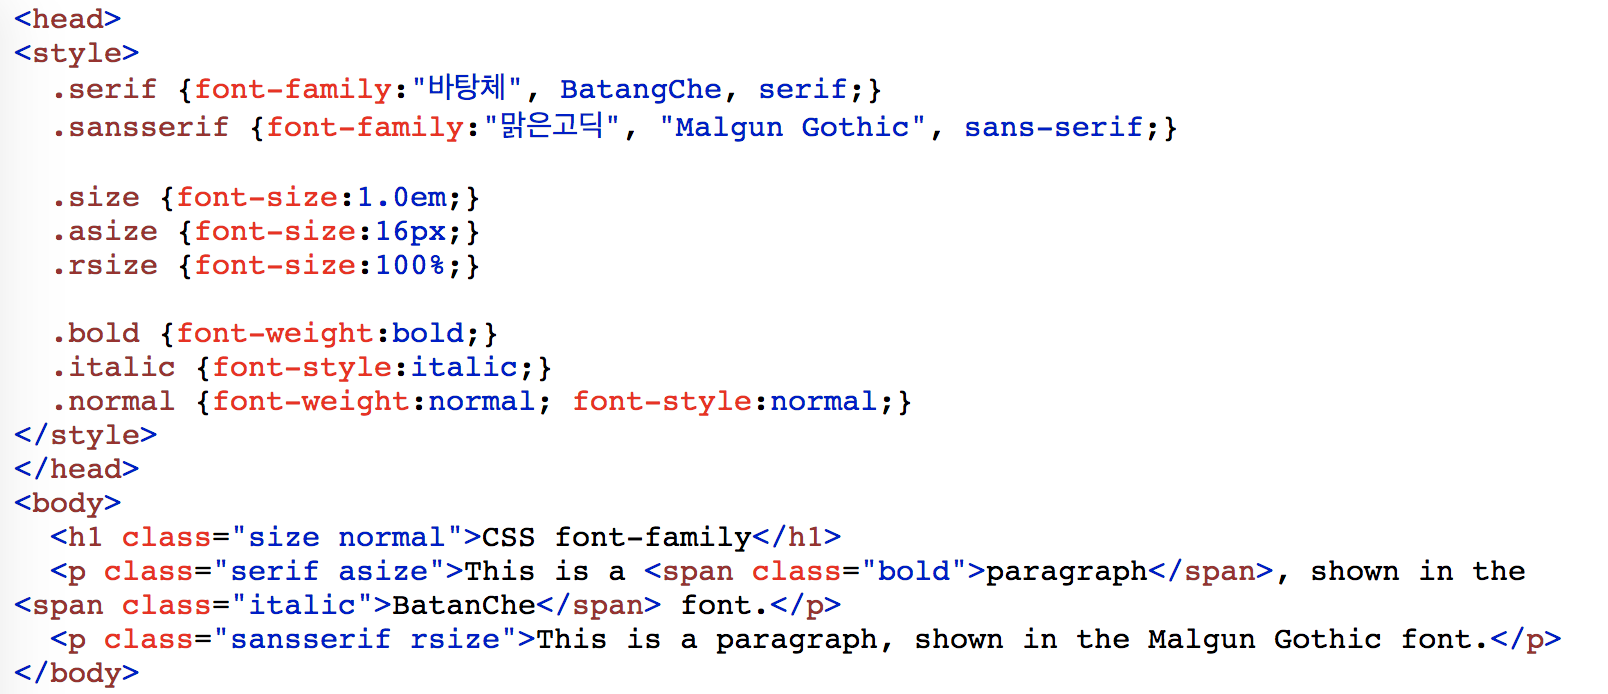 <head>
<style>
.serif {font-family:"바탕체", BatangChe, serif;}
.sansserif {font-family:"맑은고딕", "Malgun Gothic", sans-serif;}
.size {font-size:1.0em;}
.asize {font-size:16px;}
.rsize {font-size:100%;}
.bold {font-weight:bold;}
.italic {font-style:italic;}
.normal {font-weight:normal; font-style:normal;}
</style>
</head>
<body>
<h1 class="size normal">CSS font-family</h1>
<p class="serif asize">This is a <span class="bold">paragraph</span>, shown in the
<span class="italic">BatanChe</span> font.</p>
<p class="sansserif rsize">This is a paragraph, shown in the Malgun Gothic font.</p>
</body>